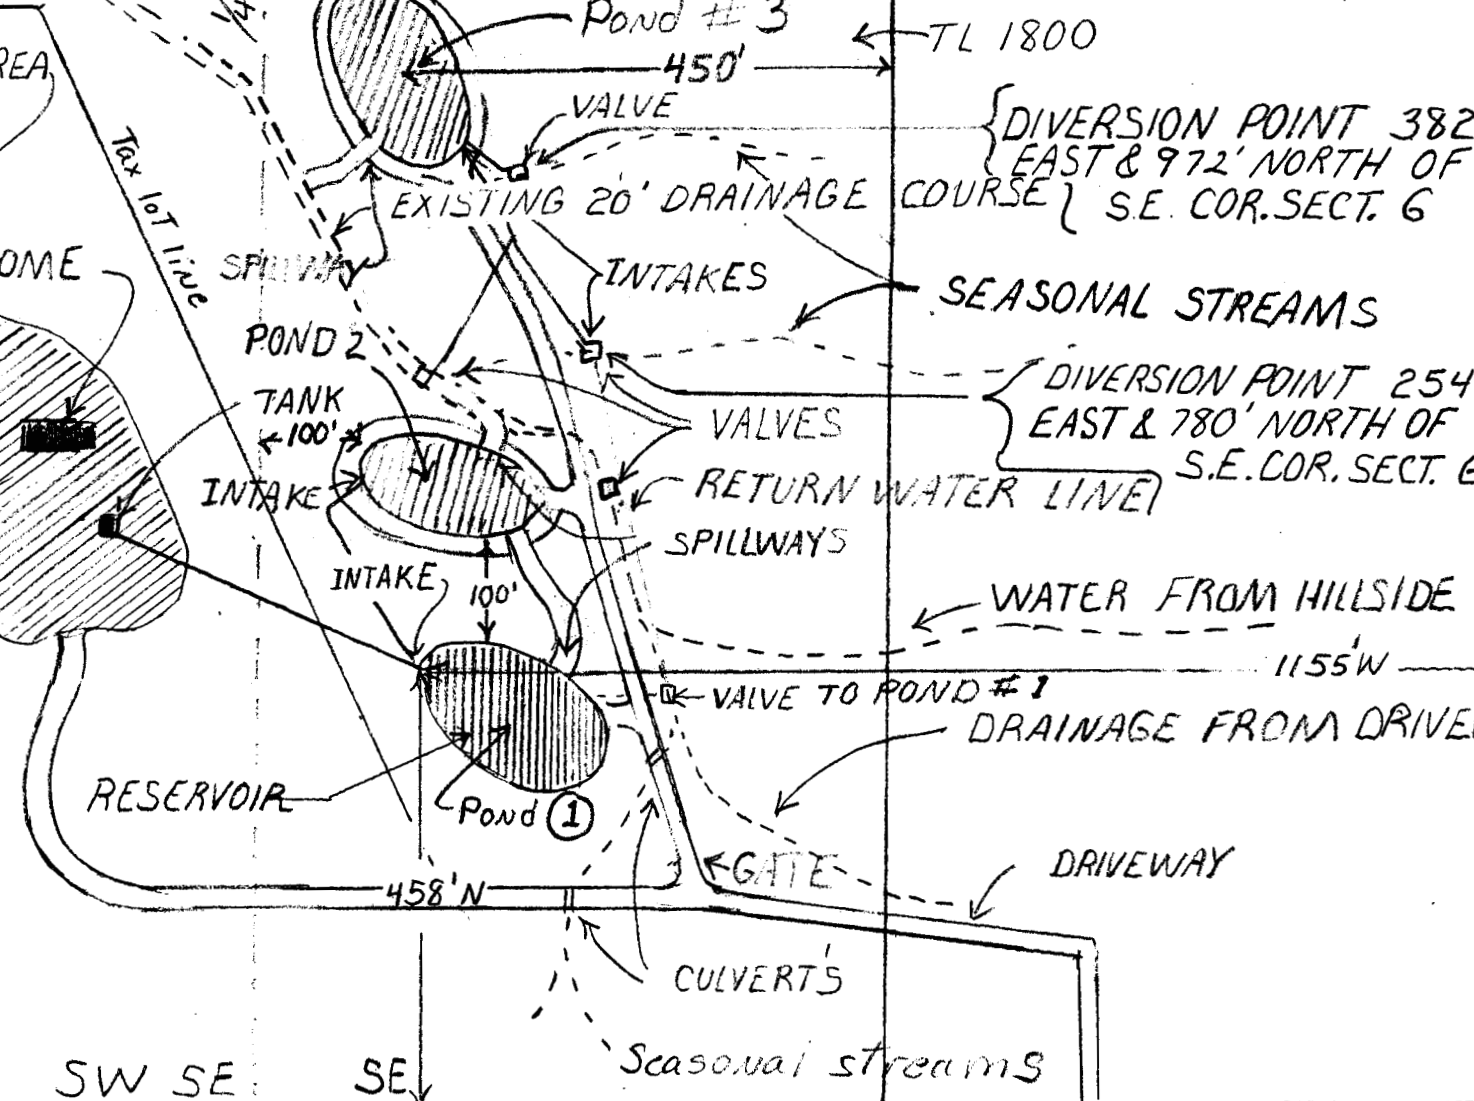 Pond # 3
TL 1800
450'
REA
VALVE
DIVERSION POINT 382
EAST & 972' NORTH OF
S.E. COR. SECT. 6
Tax LoT line
EXISTING 20' DRAINAGE COURSE
OME
SPILLWAY
INTAKES
SEASONAL STREAMS
POND 2
DIVERSION POINT 254
EAST & 780' NORTH OF
S.E. COR. SECT. 6
TANK
100'
VALVES
INTAKE
RETURN WATER LINE
SPILLWAYS
INTAKE
100'
WATER FROM HILLSIDE
1155'W
VALVE TO POND # 1
DRAINAGE FROM DRIVE
RESERVOIR
Pond 1
GATE
DRIVEWAY
458'N
CULVERT'S
Seasonal streams
SW SE
SE